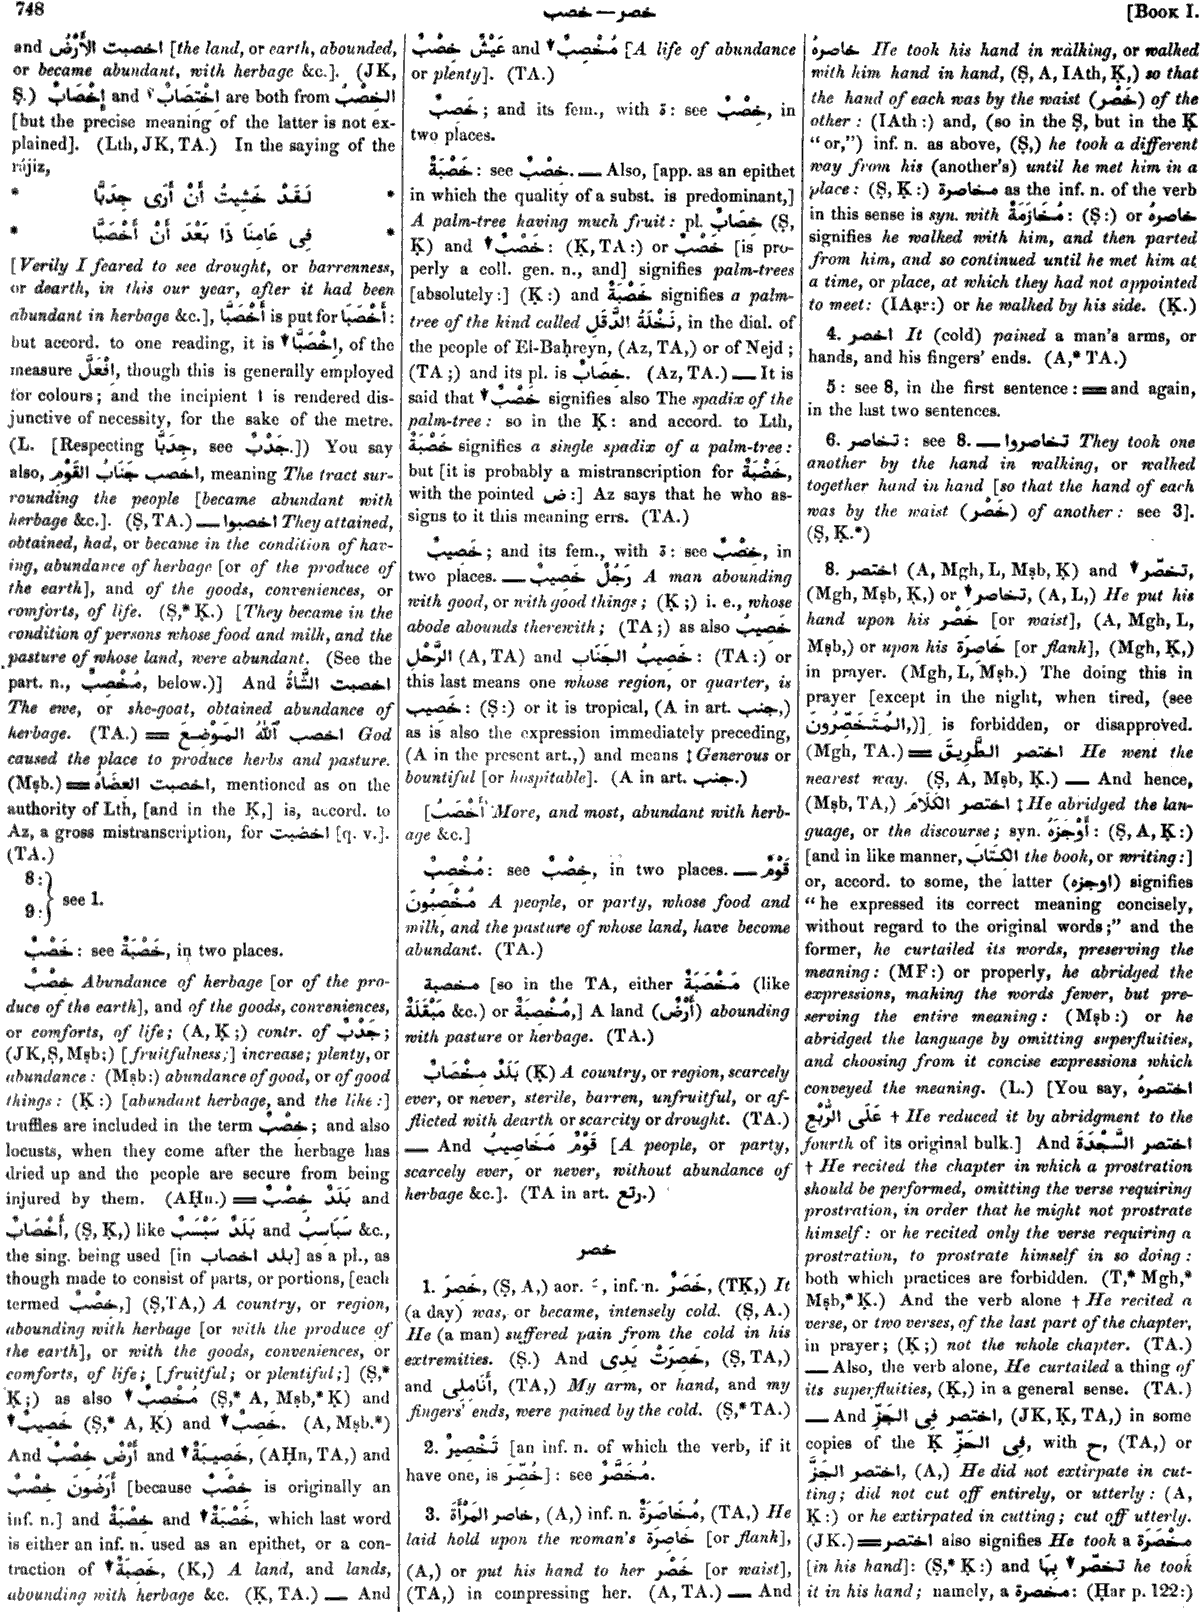 748
خصب — خصر
[BOOK I.
and اخصبت الأَرْضُ [the land, or earth, abounded,
or became abundant, with herbage &c.]. (JK,
Ṣ.) إِخْصَابٌ and ▼ اخْتِصَابٌ are both from الخِصْبُ
[but the precise meaning of the latter is not ex-
plained]. (Lth, JK, TA.) In the saying of the
rájiz,
* لَقَدْ خَشِيتُ أَنْ أَرَى جِدَبَّا *
* فِى عَامِنَا ذَا بَعْدَ أَنْ أَخْصَبَّا *
[Verily I feared to see drought, or barrenness,
or dearth, in this our year, after it had been
abundant in herbage &c.], أَخْصَبَّا is put for أَخْصَبَا:
but accord. to one reading, it is ▼ اِخْصَبَّا, of the
measure اِفْعَلَّ, though this is generally employed
for colours; and the incipient ا is rendered dis-
junctive of necessity, for the sake of the metre.
(L. [Respecting جِدَبَّا, see جَدْبٌ.]) You say
also, اخصب جَنَابُ القَوْمِ, meaning The tract sur-
rounding the people [became abundant with
herbage &c.]. (Ṣ, TA.) — اخصبوا They attained,
obtained, had, or became in the condition of hav-
ing, abundance of herbage [or of the produce of
the earth], and of the goods, conveniences, or
comforts, of life. (Ṣ,* Ḳ.) [They became in the
condition of persons whose food and milk, and the
pasture of whose land, were abundant. (See the
part. n., مُخْصِبٌ, below.)] And اخصبت الشَّاةُ
The ewe, or she-goat, obtained abundance of
herbage. (TA.) = اخصب ٱللّٰهُ المَوْضِعَ God
caused the place to produce herbs and pasture.
(Mṣb.) = اخصبت العِضَاهُ, mentioned as on the
authority of Lth, [and in the Ḳ,] is, accord. to
Az, a gross mistranscription, for اخضبت [q. v.].
(TA.)
8:
9: } see 1.
خَصْبٌ: see خَصْبَةٌ, in two places.
خِصْبٌ Abundance of herbage [or of the pro-
duce of the earth], and of the goods, conveniences,
or comforts, of life; (A, Ḳ;) contr. of جَدْبٌ;
(JK, Ṣ, Mṣb;) [fruitfulness;] increase; plenty, or
abundance: (Mṣb:) abundance of good, or of good
things: (Ḳ:) [abundant herbage, and the like:]
truffles are included in the term خِصْبٌ; and also
locusts, when they come after the herbage has
dried up and the people are secure from being
injured by them. (AḤn.) = بَلَدٌ خِصْبٌ and
أَخْصَابٌ, (Ṣ, Ḳ,) like بَلَدٌ سَبْسَبٌ and سَبَاسِبُ &c.,
the sing. being used [in بلد اخصاب] as a pl., as
though made to consist of parts, or portions, [each
termed خِصْبٌ,] (Ṣ, TA,) A country, or region,
abounding with herbage [or with the produce of
the earth], or with the goods, conveniences, or
comforts, of life; [fruitful; or plentiful;] (Ṣ,*
Ḳ;) as also ▼ مُخْصِبٌ (Ṣ,* A, Mṣb,* Ḳ) and
▼ خَصِيبٌ (Ṣ,* A, Ḳ) and ▼ خَصِبٌ. (A, Mṣb.*)
And أَرْضٌ خِصْبٌ and ▼ خَصِيبَةٌ, (AḤn, TA,) and
أَرَضُونَ خِصْبٌ [because خِصْبٌ is originally an
inf. n.] and خِصْبَةٌ and ▼ خَصْبَةٌ, which last word
is either an inf. n. used as an epithet, or a con-
traction of ▼ خَصِبَةٌ, (Ḳ,) A land, and lands,
abounding with herbage &c. (Ḳ, TA.) — And
عَيْشٌ خِصْبٌ and ▼ مُخْصِبٌ [A life of abundance
or plenty]. (TA.)
خَصِبٌ; and its fem., with ة: see خِصْبٌ, in
two places.
خَصْبَةٌ: see خِصْبٌ. — Also, [app. as an epithet
in which the quality of a subst. is predominant,]
A palm-tree having much fruit: pl. خِصَابٌ (Ṣ,
Ḳ) and ▼ خَصْبٌ: (Ḳ, TA:) or خَصْبٌ [is pro-
perly a coll. gen. n., and] signifies palm-trees
[absolutely:] (Ḳ:) and خَصْبَةٌ signifies a palm-
tree of the kind called نَخْلَةُ الدَّقَلِ, in the dial. of
the people of El-Baḥreyn, (Az, TA,) or of Nejd;
(TA;) and its pl. is خِصَابٌ. (Az, TA.) — It is
said that ▼ خَصْبٌ signifies also The spadix of the
palm-tree: so in the Ḳ: and accord. to Lth,
خَصْبَةٌ signifies a single spadix of a palm-tree:
but [it is probably a mistranscription for خَضْبَةٌ,
with the pointed ض:] Az says that he who as-
signs to it this meaning errs. (TA.)
خَصِيبٌ; and its fem., with ة: see خِصْبٌ, in
two places. — رَجُلٌ خَصِيبٌ A man abounding
with good, or with good things; (Ḳ;) i. e., whose
abode abounds therewith; (TA;) as also خَصِيبُ
الرَّحْلِ (A, TA) and خَصِيبُ الجَنَابِ: (TA:) or
this last means one whose region, or quarter, is
خَصِيب: (Ṣ:) or it is tropical, (A in art. جنب,)
as is also the expression immediately preceding,
(A in the present art.,) and means ‡ Generous or
bountiful [or hospitable]. (A in art. جنب.)
[أَخْصَبُ More, and most, abundant with herb-
age &c.]
مُخْصِبٌ: see خِصْبٌ, in two places. — قَوْمٌ
مُخْصِبُونَ A people, or party, whose food and
milk, and the pasture of whose land, have become
abundant. (TA.)
مخصبة [so in the TA, either مَخْصَبَةٌ (like
مَبْقَلَةٌ &c.) or مُخْصِبَةٌ,] A land (أَرْضٌ) abounding
with pasture or herbage. (TA.)
بَلَدٌ مِخْصَابٌ (Ḳ) A country, or region, scarcely
ever, or never, sterile, barren, unfruitful, or af-
flicted with dearth or scarcity or drought. (TA.)
— And قَوْمٌ مَخَاصِيبُ [A people, or party,
scarcely ever, or never, without abundance of
herbage &c.]. (TA in art. رتع.)
خصر
1. خَصِرَ, (Ṣ, A,) aor. ـَ, inf. n. خَصَرٌ, (TḲ,) It
(a day) was, or became, intensely cold. (Ṣ, A.)
He (a man) suffered pain from the cold in his
extremities. (Ṣ.) And خَصِرَتْ يَدِى, (Ṣ, TA,)
and أَنَامِلِى, (TA,) My arm, or hand, and my
fingers' ends, were pained by the cold. (Ṣ,* TA.)
2. تَخْصِيرٌ [an inf. n. of which the verb, if it
have one, is خُصِّرَ]: see مُخَصَّرٌ.
3. خاصر المَرْأَةَ, (A,) inf. n. مُخَاصَرَةٌ, (TA,) He
laid hold upon the woman's خَاصِرَة [or flank],
(A,) or put his hand to her خَصْر [or waist],
(TA,) in compressing her. (A, TA.) — And
خاصرهُ He took his hand in walking, or walked
with him hand in hand, (Ṣ, A, IAth, Ḳ,) so that
the hand of each was by the waist (خَصْر) of the
other: (IAth:) and, (so in the Ṣ, but in the Ḳ
"or,") inf. n. as above, (Ṣ,) he took a different
way from his (another's) until he met him in a
place: (Ṣ, Ḳ:) مخاصرة as the inf. n. of the verb
in this sense is syn. with مُخَازَمَةٌ: (Ṣ:) or خاصرهُ
signifies he walked with him, and then parted
from him, and so continued until he met him at
a time, or place, at which they had not appointed
to meet: (IAạr:) or he walked by his side. (Ḳ.)
4. اخصر It (cold) pained a man's arms, or
hands, and his fingers' ends. (A,* TA.)
5: see 8, in the first sentence: = and again,
in the last two sentences.
6. تخاصر: see 8. — تخاصروا They took one
another by the hand in walking, or walked
together hand in hand [so that the hand of each
was by the waist (خَصْر) of another: see 3].
(Ṣ, Ḳ.*)
8. اختصر (A, Mgh, L, Mṣb, Ḳ) and ▼ تخصّر,
(Mgh, Mṣb, Ḳ,) or ▼ تخاصر, (A, L,) He put his
hand upon his خَصْر [or waist], (A, Mgh, L,
Mṣb,) or upon his خَاصِرَة [or flank], (Mgh, Ḳ,)
in prayer. (Mgh, L, Mṣb.) The doing this in
prayer [except in the night, when tired, (see
المُتَخَصِّرُونَ,)] is forbidden, or disapproved.
(Mgh, TA.) = اختصر الطَّرِيقَ He went the
nearest way. (Ṣ, A, Mṣb, Ḳ.) — And hence,
(Mṣb, TA,) اختصر الكَلَامَ ‡ He abridged the lan-
guage, or the discourse; syn. أَوْجَزَهُ: (Ṣ, A, Ḳ:)
[and in like manner, الكِتَابَ the book, or writing:]
or, accord. to some, the latter (اوجزه) signifies
"he expressed its correct meaning concisely,
without regard to the original words;" and the
former, he curtailed its words, preserving the
meaning: (MF:) or properly, he abridged the
expressions, making the words fewer, but pre-
serving the entire meaning: (Mṣb:) or he
abridged the language by omitting superfluities,
and choosing from it concise expressions which
conveyed the meaning. (L.) [You say, اختصرهُ
عَلَى الرُّبْعِ † He reduced it by abridgment to the
fourth of its original bulk.] And اختصر السَّجْدَةَ
† He recited the chapter in which a prostration
should be performed, omitting the verse requiring
prostration, in order that he might not prostrate
himself: or he recited only the verse requiring a
prostration, to prostrate himself in so doing:
both which practices are forbidden. (T,* Mgh,*
Mṣb,* Ḳ.) And the verb alone † He recited a
verse, or two verses, of the last part of the chapter,
in prayer; (Ḳ;) not the whole chapter. (TA.)
— Also, the verb alone, He curtailed a thing of
its superfluities, (Ḳ,) in a general sense. (TA.)
— And اختصر فِى الجَزِّ, (JK, Ḳ, TA,) in some
copies of the Ḳ فِى الحَزِّ, with ح, (TA,) or
اختصر الجَزَّ, (A,) He did not extirpate in cut-
ting; did not cut off entirely, or utterly: (A,
Ḳ:) or he extirpated in cutting; cut off utterly.
(JK.) = اختصر also signifies He took a مِخْصَرَة
[in his hand]: (Ṣ,* Ḳ:) and ▼ تخصّر بِهَا he took
it in his hand; namely, a مخصرة: (Ḥar p. 122:)